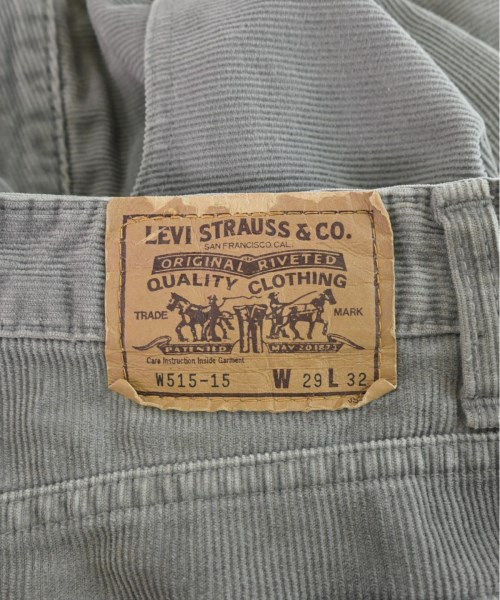 LEVI STRAUSS & CO.
SAN FRANCISCO CAL.
ORIGINAL RIVETED
QUALITY CLOTHING
TRADE MARK
PATENTED MAY 20 1873
Care Instruction Inside Garment
W515-15 W 29 L 32